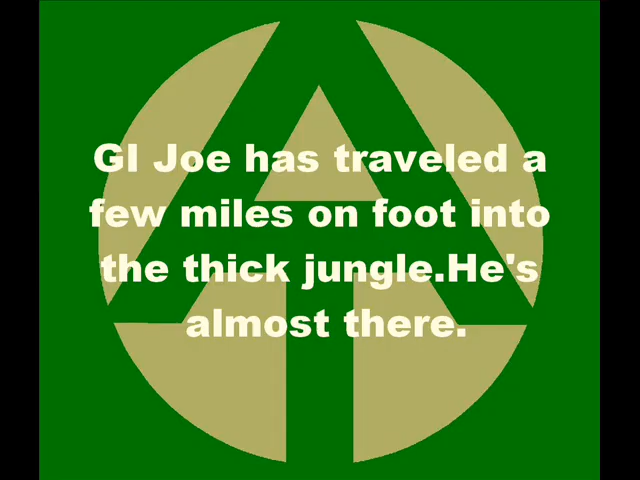 GI Joe has traveled a
few miles on foot into
the thick jungle.He's
almost there.